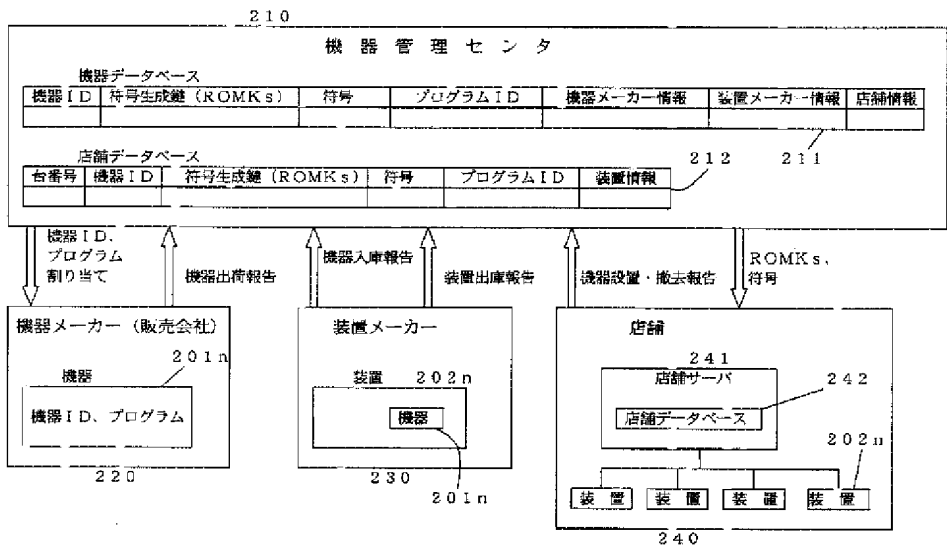 210
機器管理センタ
機器データベース
機器ID 符号生成鍵(ROMKs) 符号 プログラムID 機器メーカー情報 装置メーカー情報 店舗情報
店舗データベース
212
211
台番号 機器ID 符号生成鍵(ROMKs) 符号 プログラムID 装置情報
機器ID、
プログラム
割り当て
機器出荷報告
機器入庫報告
装置出庫報告
機器設置・撤去報告
ROMKs、
符号
機器メーカー(販売会社)
201n
機器
機器ID、プログラム
220
装置メーカー
装置
202n
機器
230
201n
店舗
241
店舗サーバ
242
店舗データベース
202n
装置 装置 装置 装置
240